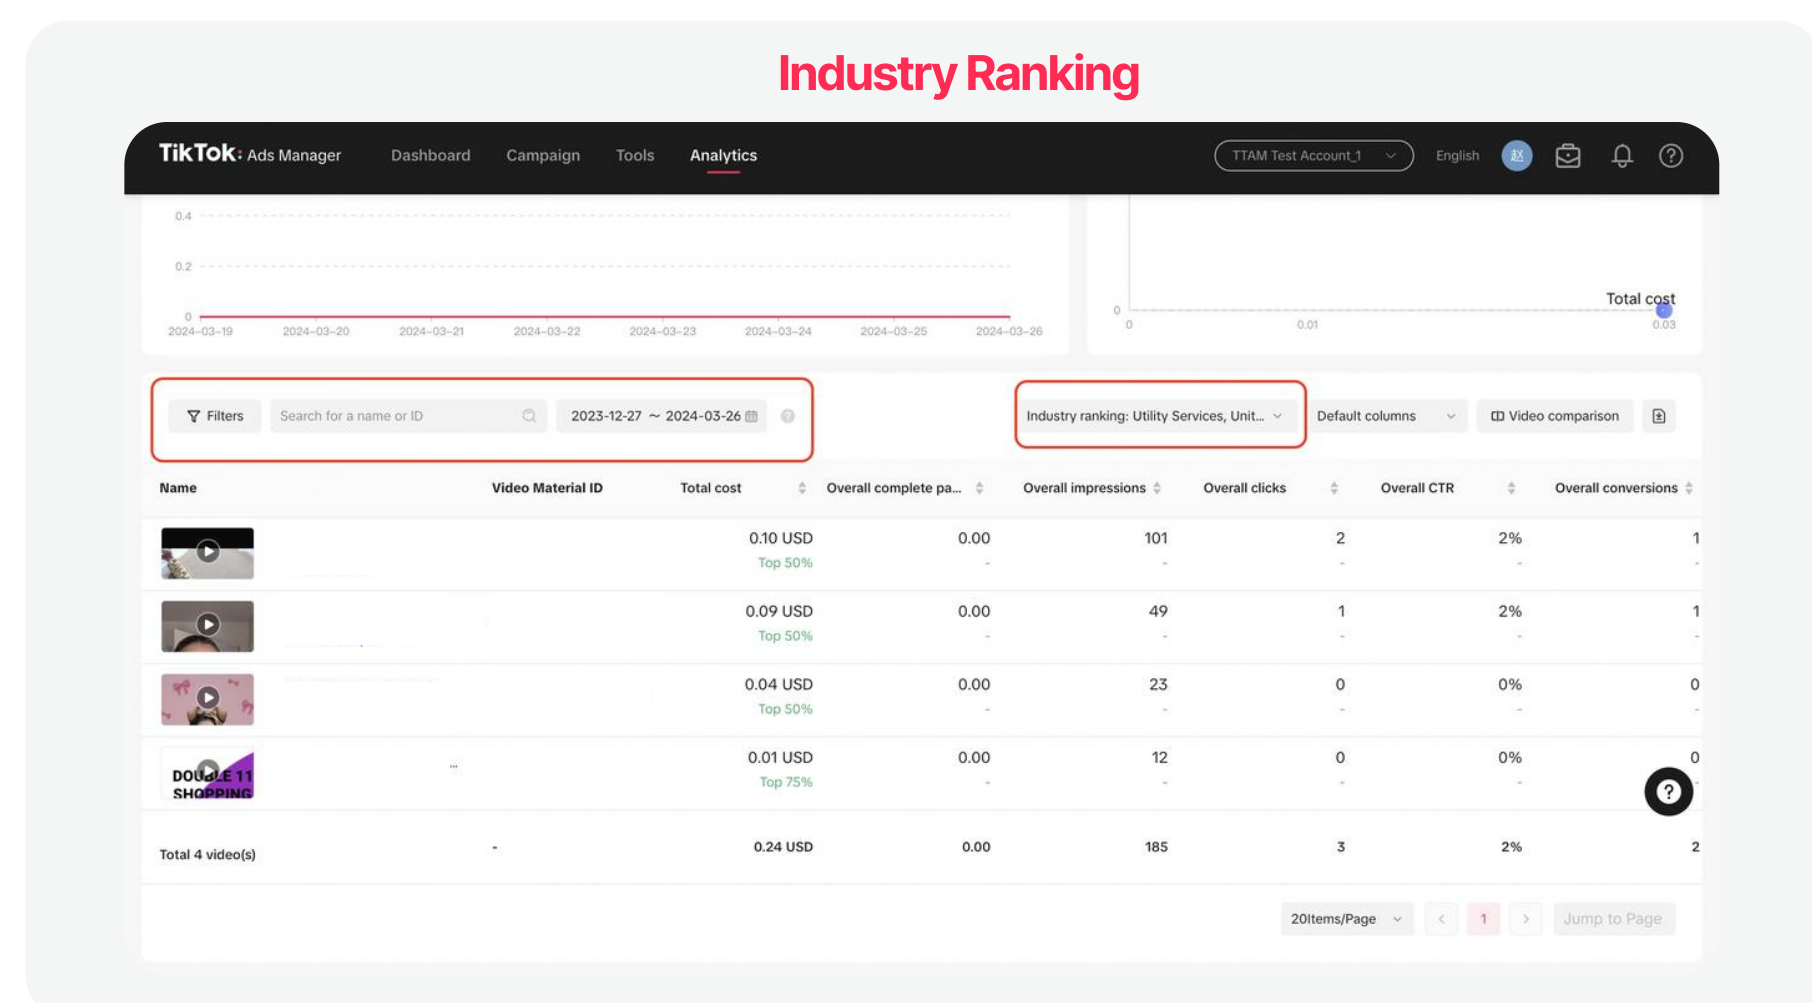 Industry Ranking
TikTok: Ads Manager Dashboard Campaign Tools Analytics TTAM Test Account_1 English 赵
0.4
0.2
0
2024-03-19 2024-03-20 2024-03-21 2024-03-22 2024-03-23 2024-03-24 2024-03-25 2024-03-26
Total cost
0
0 0.01 0.03
Filters Search for a name or ID 2023-12-27 ~ 2024-03-26 Industry ranking: Utility Services, Unit... Default columns Video comparison
Name Video Material ID Total cost Overall complete pa... Overall impressions Overall clicks Overall CTR Overall conversions
0.10 USD 0.00 101 2 2% 1
Top 50% - - - - -
0.09 USD 0.00 49 1 2% 1
Top 50% - - - - -
0.04 USD 0.00 23 0 0% 0
Top 50% - - - - -
DOUBLE 11
SHOPPING
... 0.01 USD 0.00 12 0 0% 0
Top 75% - - - - -
Total 4 video(s) - 0.24 USD 0.00 185 3 2% 2
20Items/Page < 1 > Jump to Page